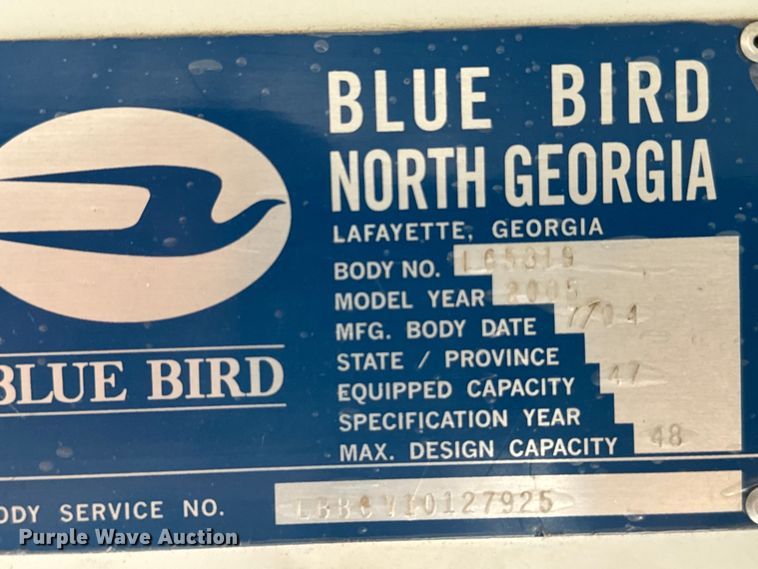 BLUE BIRD
NORTH GEORGIA
LAFAYETTE, GEORGIA
BODY NO. L65319
MODEL YEAR 2005
MFG. BODY DATE 7/04
STATE / PROVINCE
EQUIPPED CAPACITY 47
SPECIFICATION YEAR
MAX. DESIGN CAPACITY 48
BLUE BIRD
ODY SERVICE NO.
Purple Wave Auction